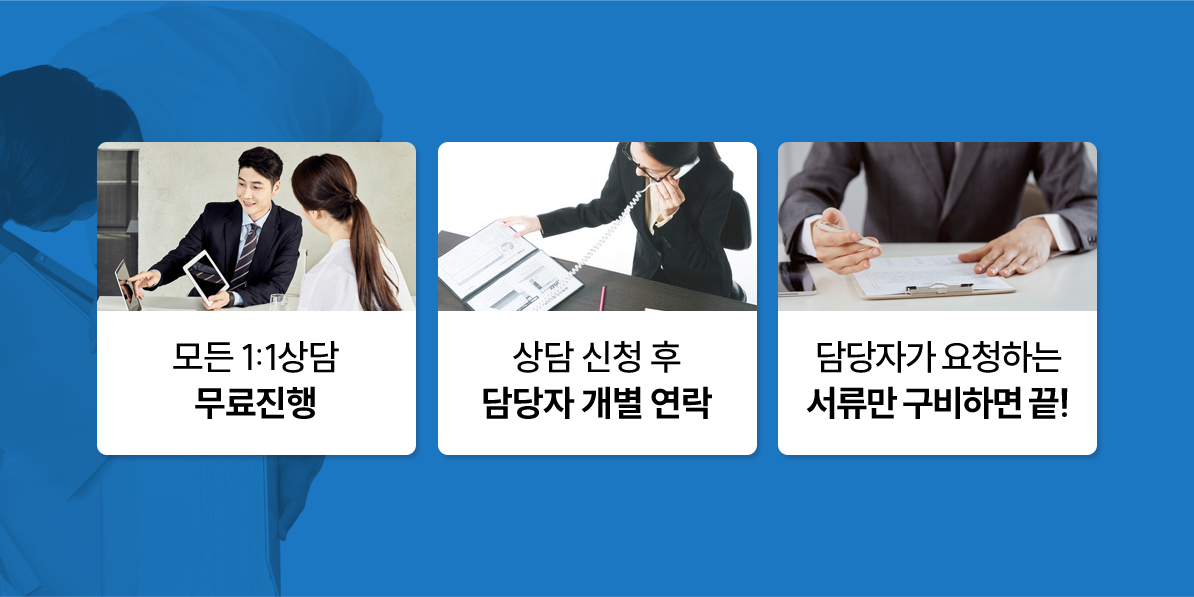 모든 1:1상담
무료진행
상담 신청 후
담당자 개별 연락
담당자가 요청하는
서류만 구비하면 끝!